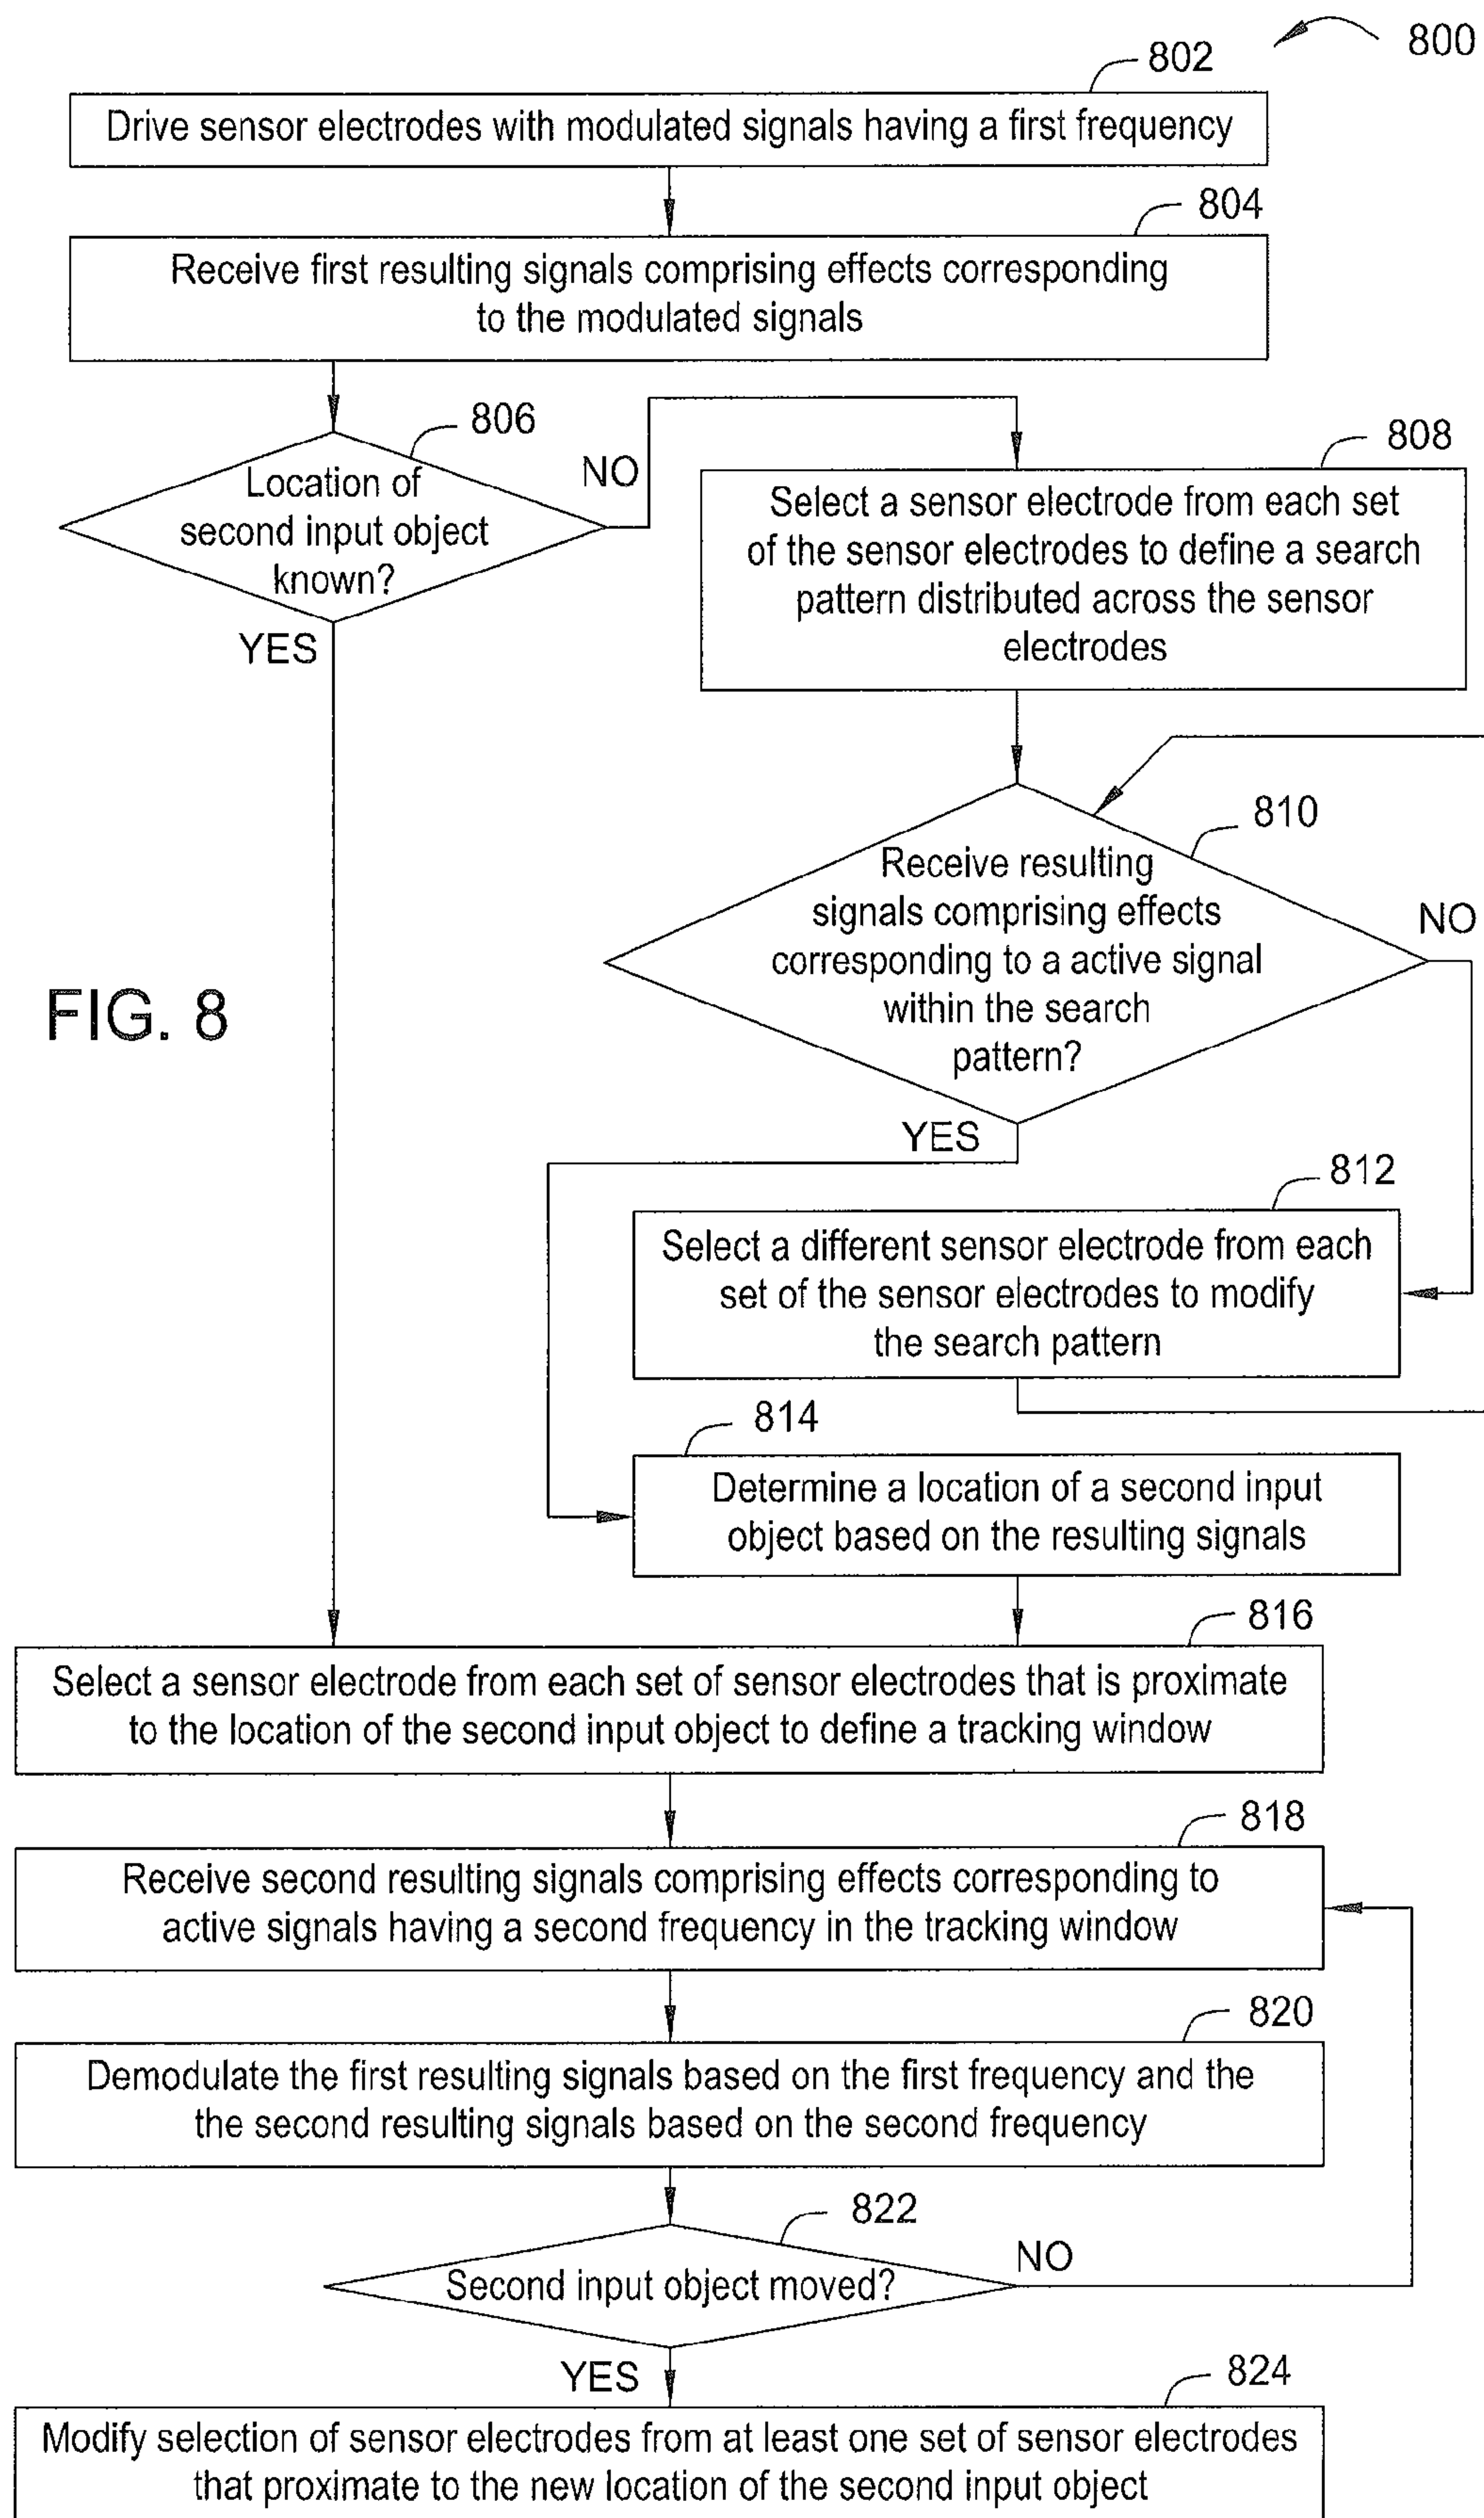 800
802
Drive sensor electrodes with modulated signals having a first frequency
804
Receive first resulting signals comprising effects corresponding
to the modulated signals
806
Location of
second input object
known?
NO
YES
808
Select a sensor electrode from each set
of the sensor electrodes to define a search
pattern distributed across the sensor
electrodes
810
Receive resulting
signals comprising effects
corresponding to a active signal
within the search
pattern?
NO
YES
FIG. 8
812
Select a different sensor electrode from each
set of the sensor electrodes to modify
the search pattern
814
Determine a location of a second input
object based on the resulting signals
816
Select a sensor electrode from each set of sensor electrodes that is proximate
to the location of the second input object to define a tracking window
818
Receive second resulting signals comprising effects corresponding to
active signals having a second frequency in the tracking window
820
Demodulate the first resulting signals based on the first frequency and the
the second resulting signals based on the second frequency
822
Second input object moved?
NO
YES
824
Modify selection of sensor electrodes from at least one set of sensor electrodes
that proximate to the new location of the second input object